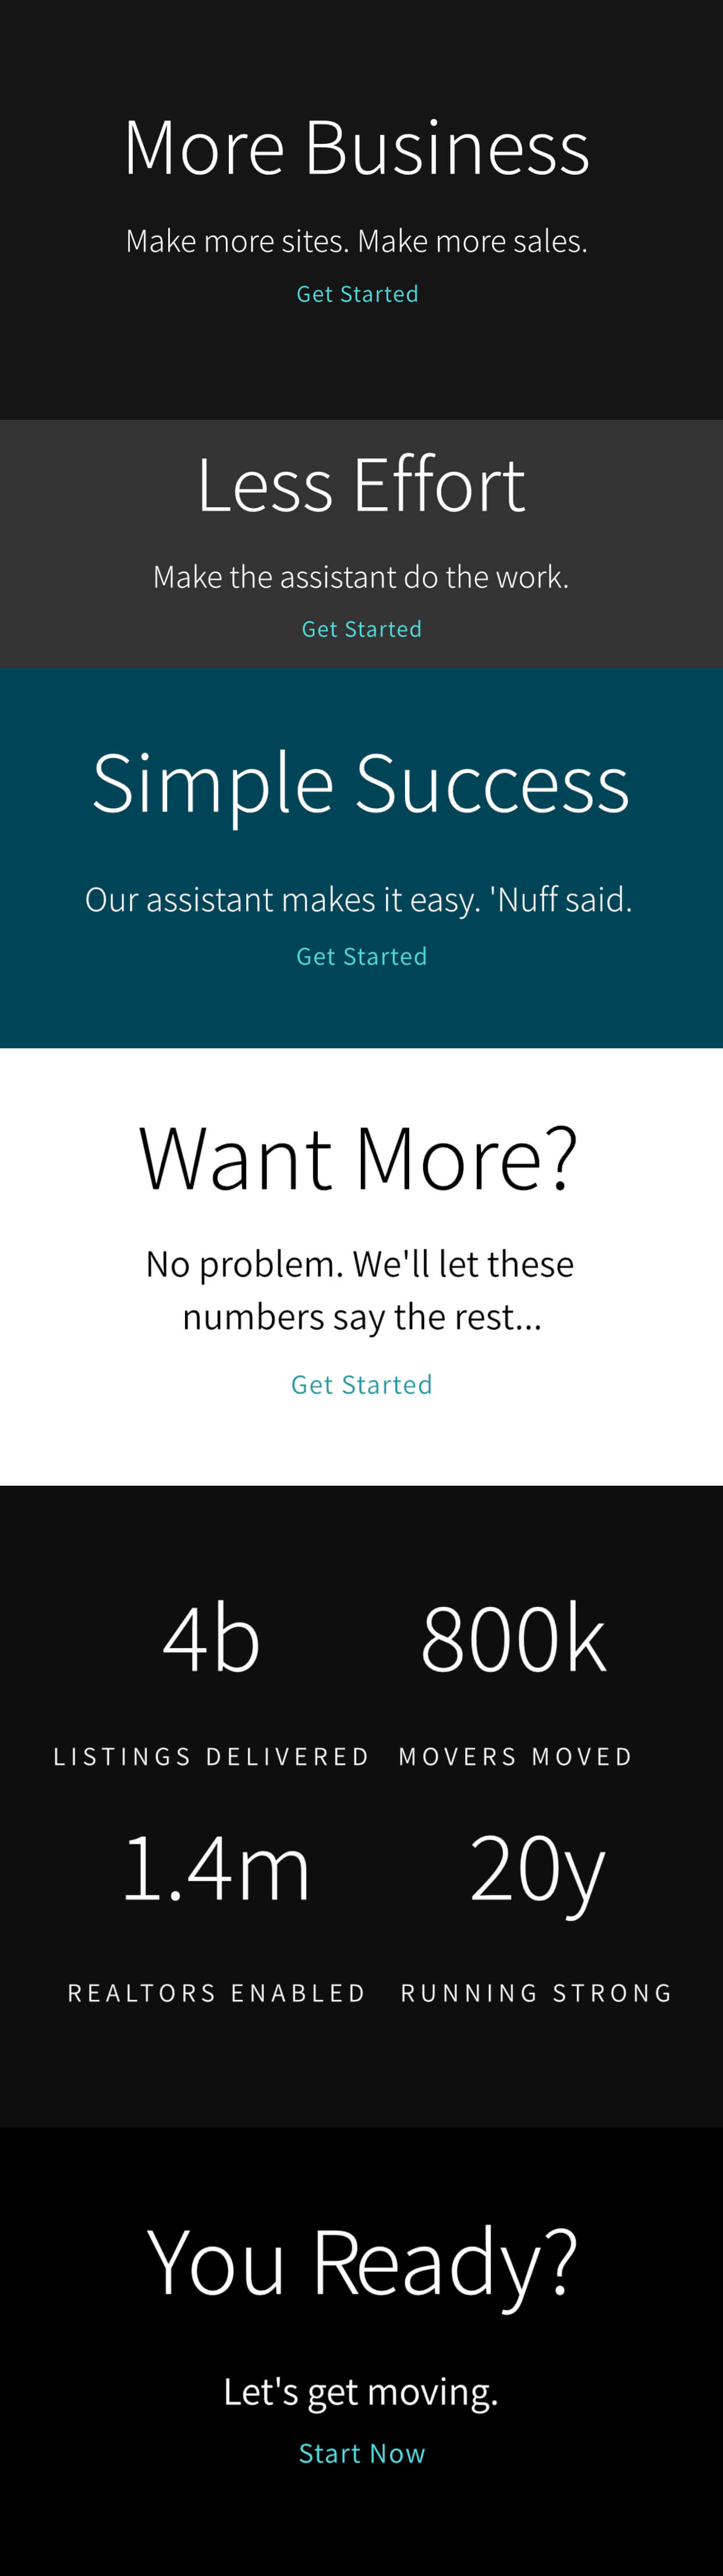 More Business
Make more sites. Make more sales.
Get Started
Less Effort
Make the assistant do the work.
Get Started
Simple Success
Our assistant makes it easy. 'Nuff said.
Get Started
Want More?
No problem. We'll let these
numbers say the rest...
Get Started
4b 800k
LISTINGS DELIVERED MOVERS MOVED
1.4m 20y
REALTORS ENABLED RUNNING STRONG
You Ready?
Let's get moving.
Start Now